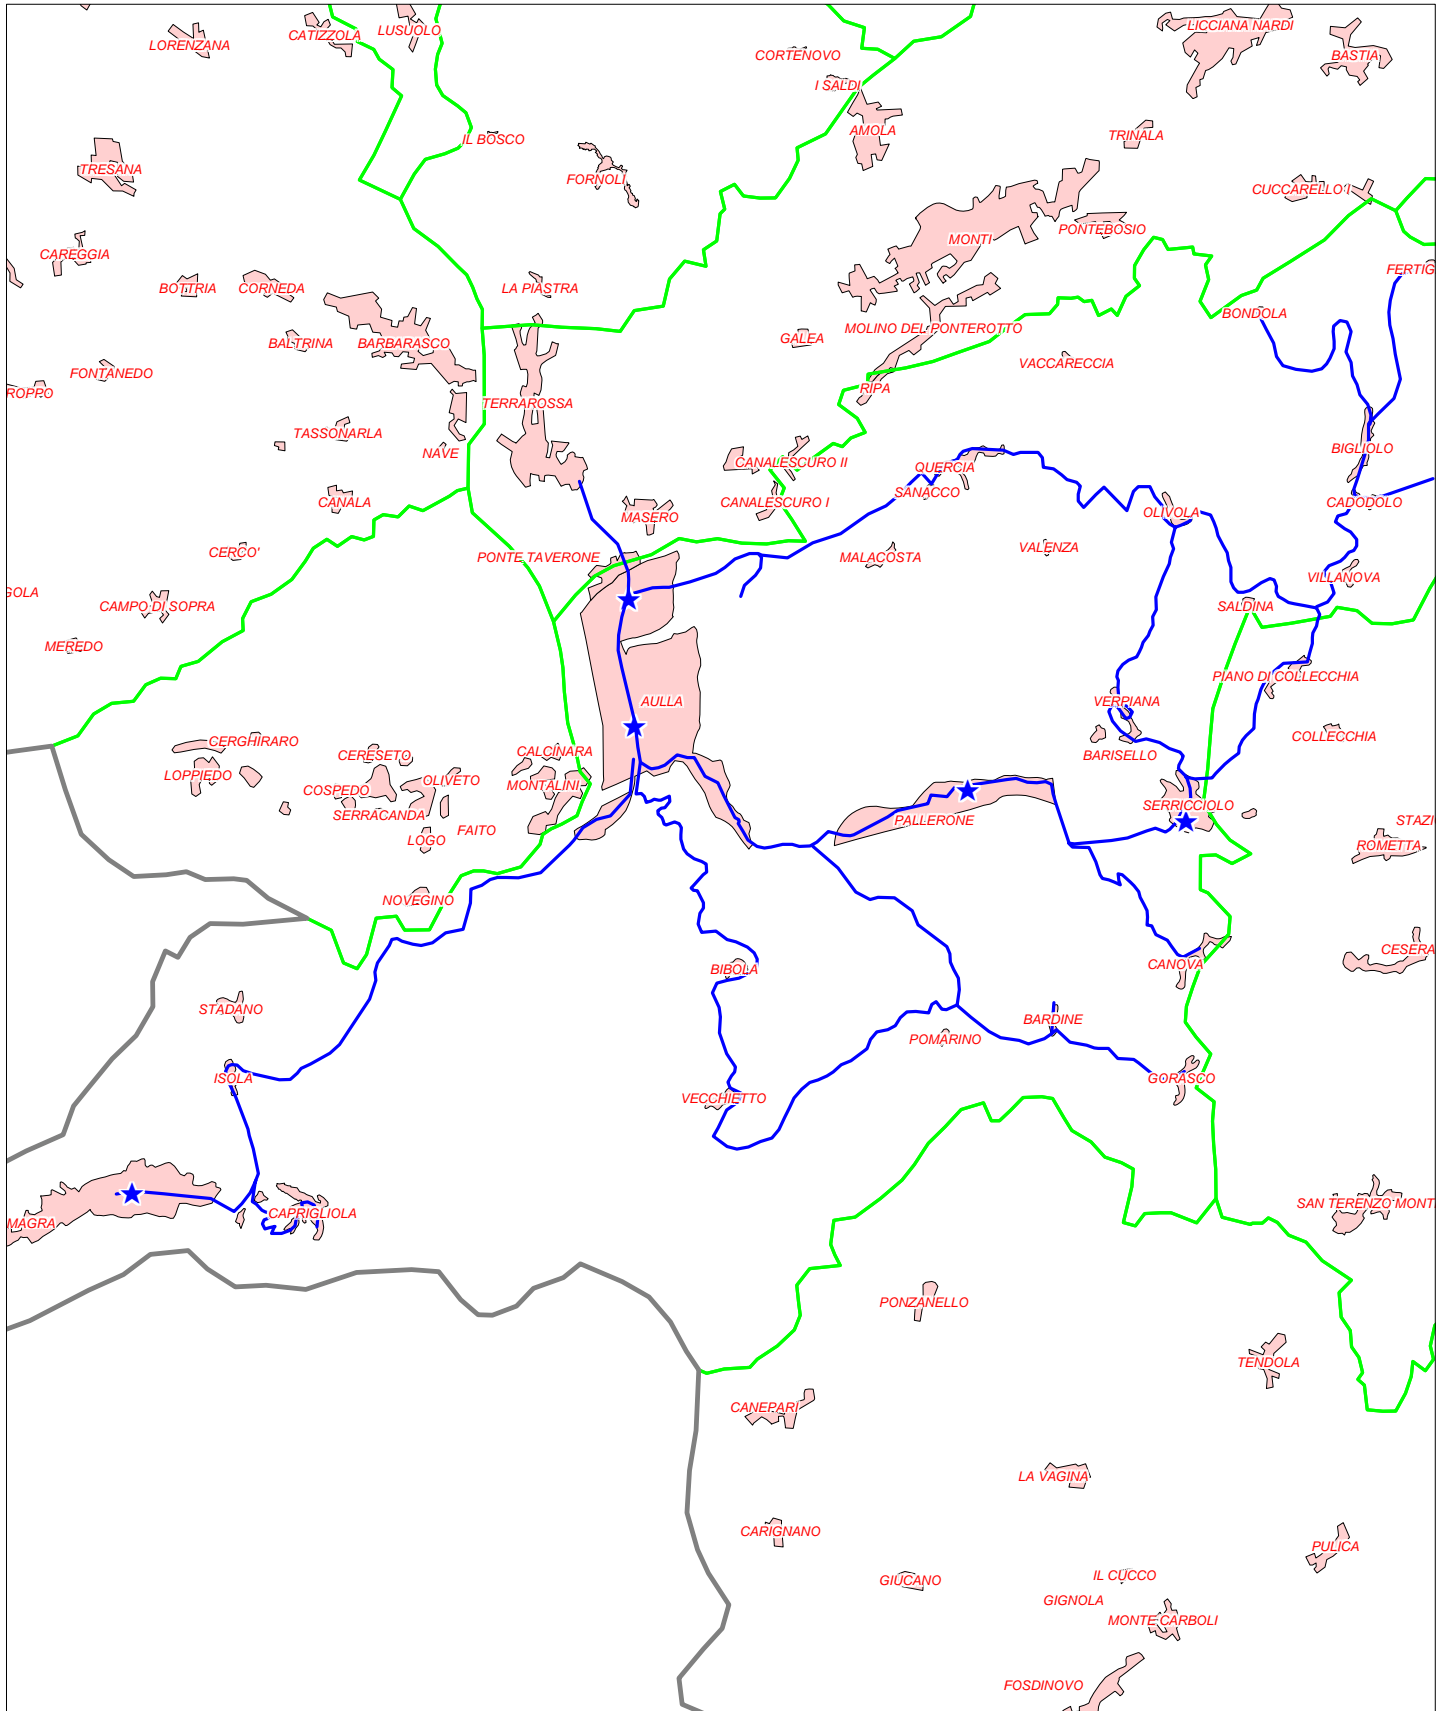 LICCIANA NARDI
LUSUOLO
CATIZZOLA
LORENZANA
CORTENOVO
BASTIA
I SALDI
AMOLA
TRINALA
IL BOSCO
TRESANA
FORNOLI
CUCCARELLO'I
PONTEBOSIO
MONTI
CAREGGIA
FERTIG
BOTTRIA
CORNEDA
LA PIASTRA
BONDOLA
MOLINO DEL PONTEROTTO
GALEA
BALTRINA
BARBARASCO
VACCARECCIA
FONTANEDO
RIPA
ROPPO
TERRAROSSA
TASSONARLA
BIGLIOLO
NAVE
CANALESCURO II
QUERCIA
SANACCO
CANALA
CANALESCURO I
CADODOLO
OLIVOLA
MASERO
VALENZA
CERCO'
PONTE TAVERONE
MALACOSTA
VILLANOVA
GOLA
CAMPO DI SOPRA
SALDINA
MEREDO
PIANO DI COLLECCHIA
AULLA
VERPIANA
COLLECCHIA
CERGHIRARO
CALCINARA
CERESETO
BARISELLO
LOPPIEDO
OLIVETO
MONTALINI
COSPEDO
SERRICCIOLO
SERRACANDA
PALLERONE
STAZI
FAITO
LOGO
ROMETTA
NOVEGINO
CESERA
CANOVA
BIBOLA
STADANO
BARDINE
POMARINO
ISOLA
GORASCO
VECCHIETTO
SAN TERENZO MONT
CAPRIGLIOLA
MAGRA
PONZANELLO
TENDOLA
CANEPARI
LA VAGINA
CARIGNANO
PULICA
IL CUCCO
GIUCANO
GIGNOLA
MONTE CARBOLI
FOSDINOVO